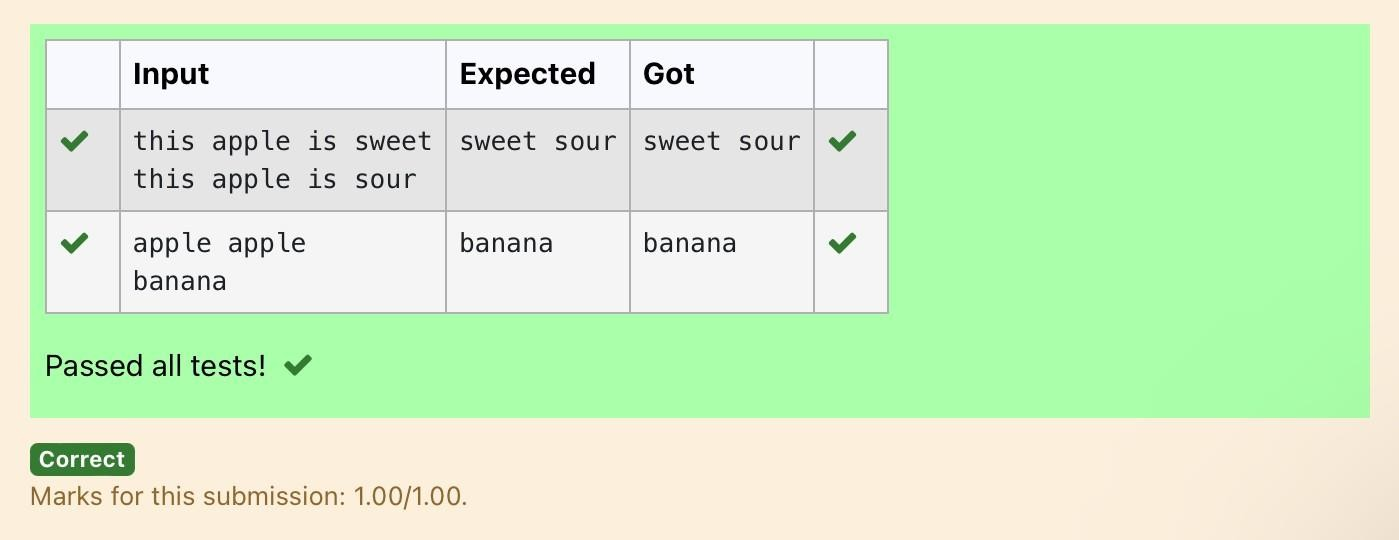 Input Expected Got
this apple is sweet sweet sour sweet sour
this apple is sour
apple apple banana banana
banana
Passed all tests!
Correct
Marks for this submission: 1.00/1.00.